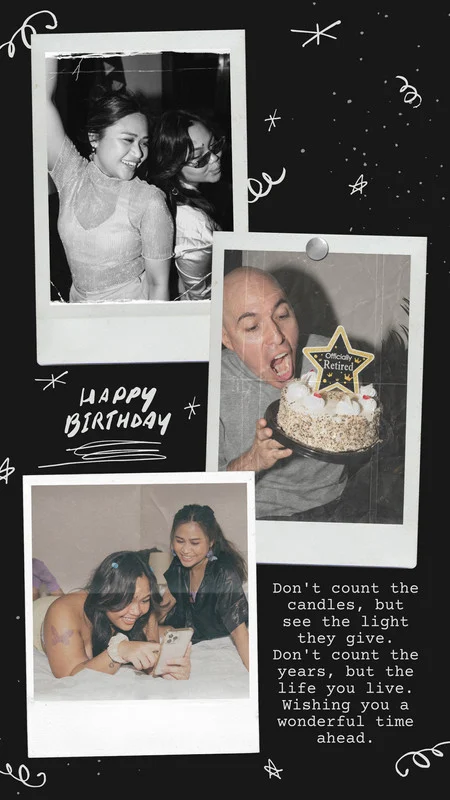 Officially
Retired
HAPPY
BIRTHDAY
Don't count the
candles, but
see the light
they give.
Don't count the
years, but the
life you live.
Wishing you a
wonderful time
ahead.